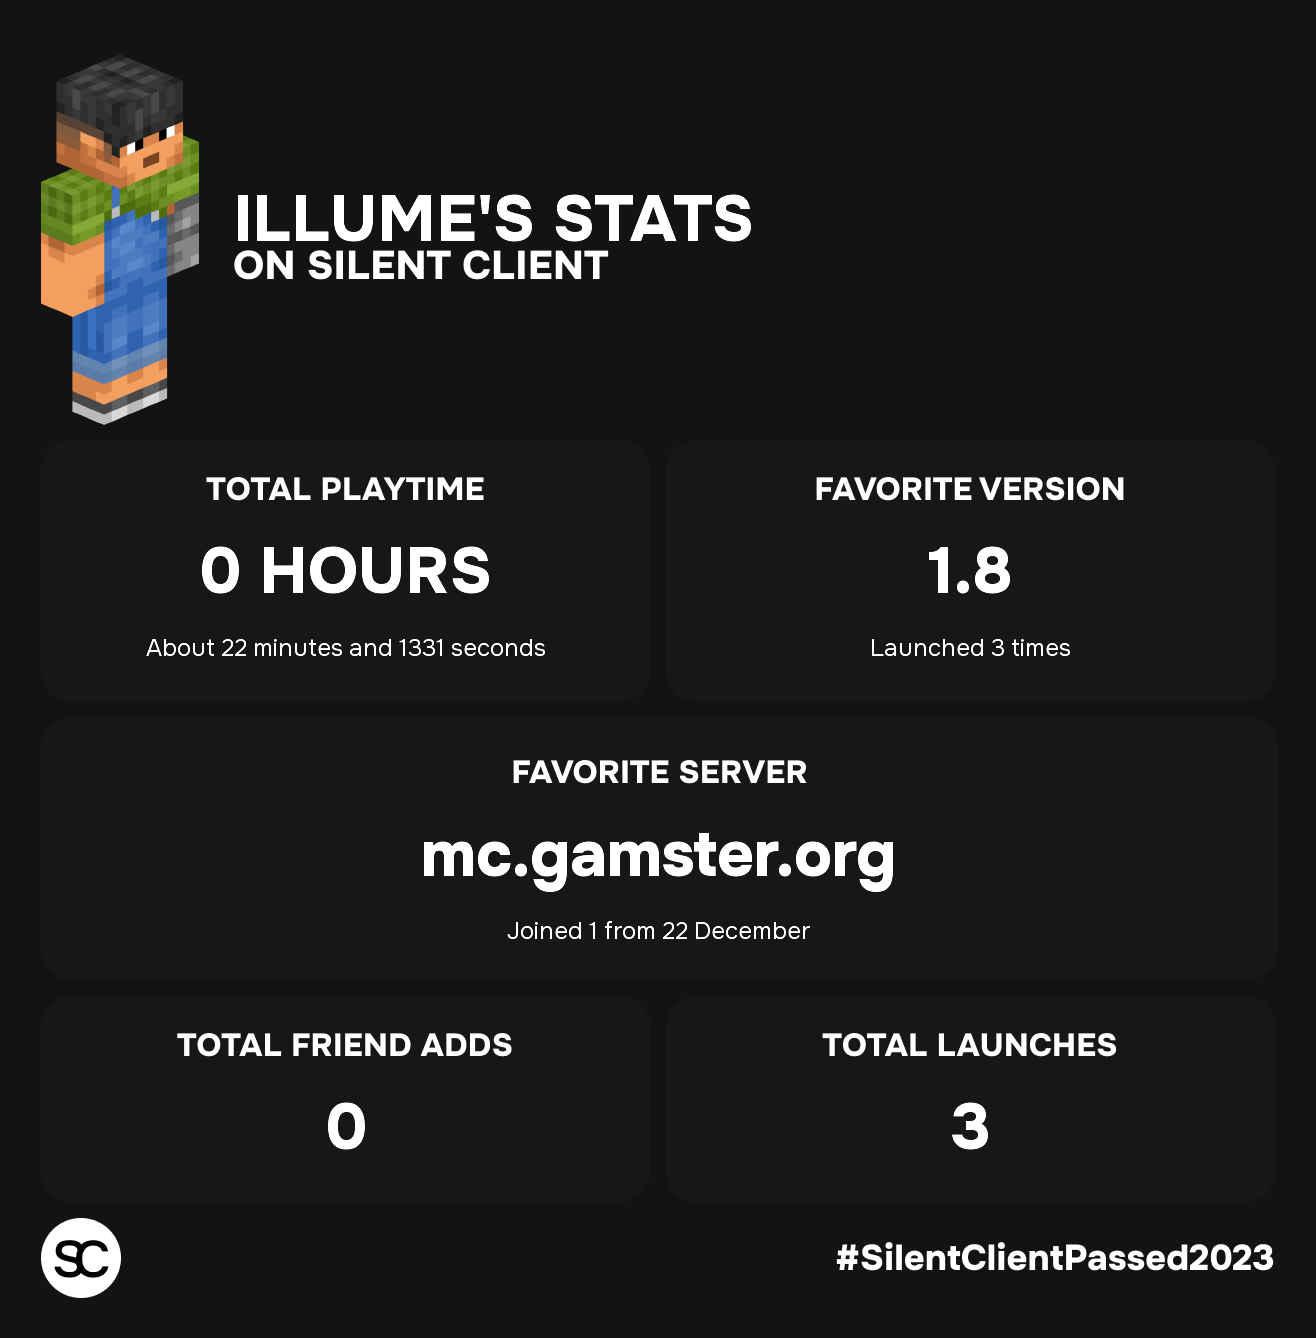 ILLUME'S STATS
ON SILENT CLIENT
TOTAL PLAYTIME
0 HOURS
About 22 minutes and 1331 seconds
FAVORITE VERSION
1.8
Launched 3 times
FAVORITE SERVER
mc.gamster.org
Joined 1 from 22 December
TOTAL FRIEND ADDS
0
TOTAL LAUNCHES
3
SC
#SilentClientPassed2023